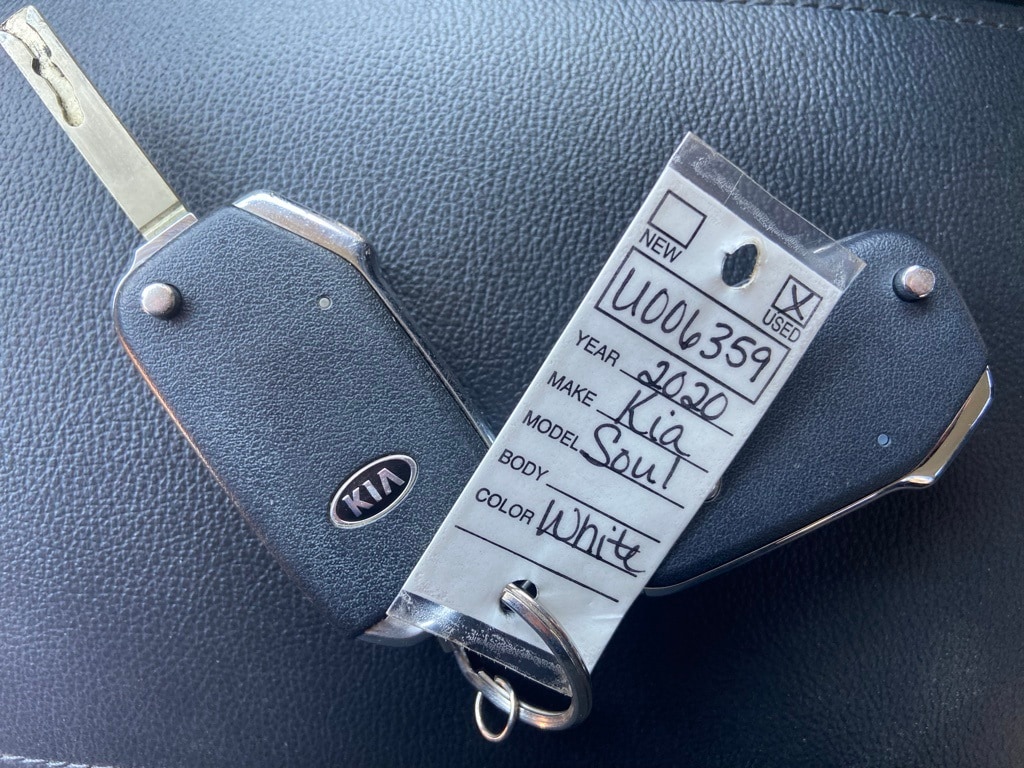 NEW
X
USED
U006359
YEAR 2020
MAKE Kia
MODEL Soul
BODY
COLOR White
KIA